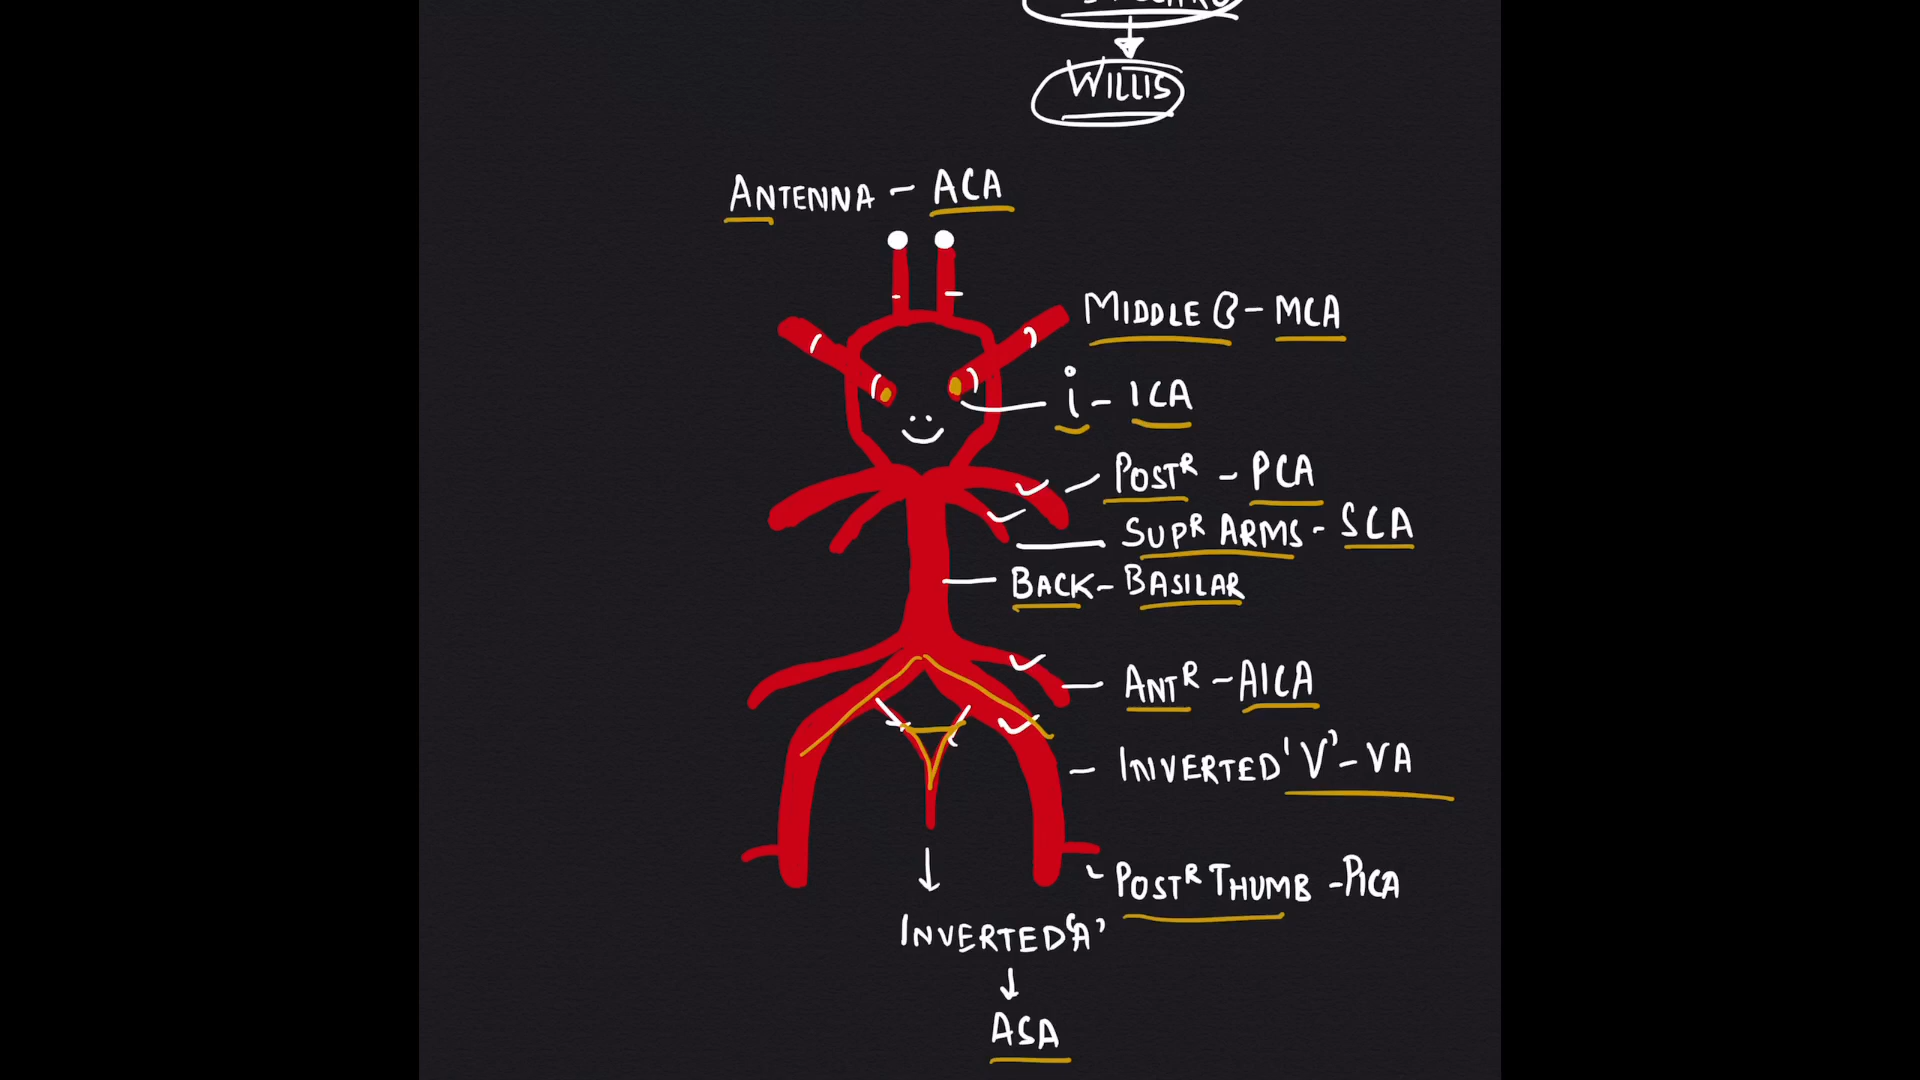 WILLIS
ANTENNA - ACA
MIDDLE B - MCA
i - ICA
POSTᴿ - PCA
SUPᴿ ARMS - SCA
BACK - BASILAR
ANTᴿ - AICA
INVERTED 'V' - VA
POSTᴿ THUMB - PICA
INVERTED 'A'
ASA